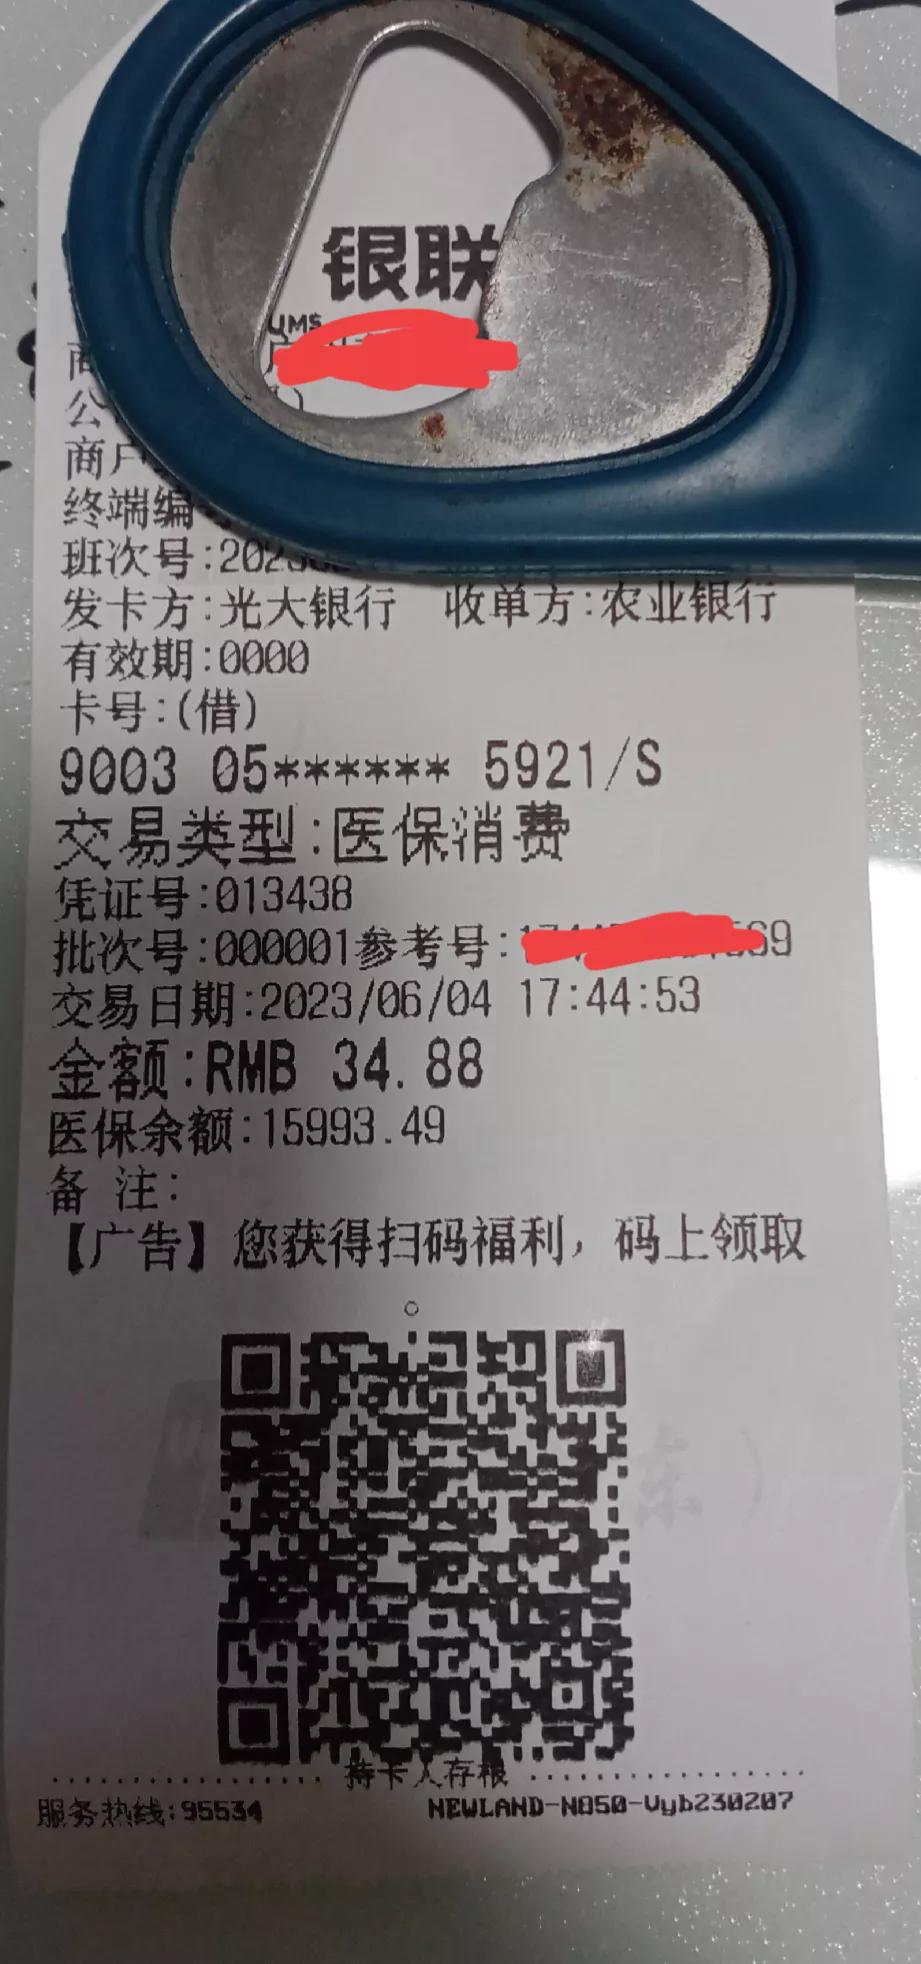 银联
UMS
商
公
商户
终端编
班次号:202
发卡方:光大银行 收单方:农业银行
有效期:0000
卡号:(借)
9003 05****** 5921/S
交易类型:医保消费
凭证号:013438
批次号:000001参考号:
交易日期:2023/06/04 17:44:53
金额:RMB 34.88
医保余额:15993.49
备 注:
【广告】您获得扫码福利，码上领取
持卡人存根
服务热线:95534 NEWLAND-N850-Vyb230207